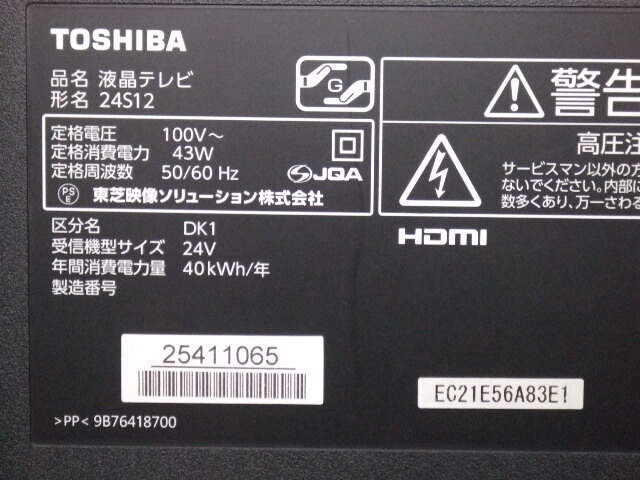 TOSHIBA
品名 液晶テレビ
形名 24S12
G
定格電圧 100V～
定格消費電力 43W
定格周波数 50/60 Hz
JQA
PS
E
東芝映像ソリューション株式会社
区分名 DK1
受信機型サイズ 24V
年間消費電力量 40kWh/年
製造番号
25411065
>PP< 9B76418700
警告
高圧注
サービスマン以外の方
ないでください。内部に
数多くあり、万一さわる
HDMI
EC21E56A83E1